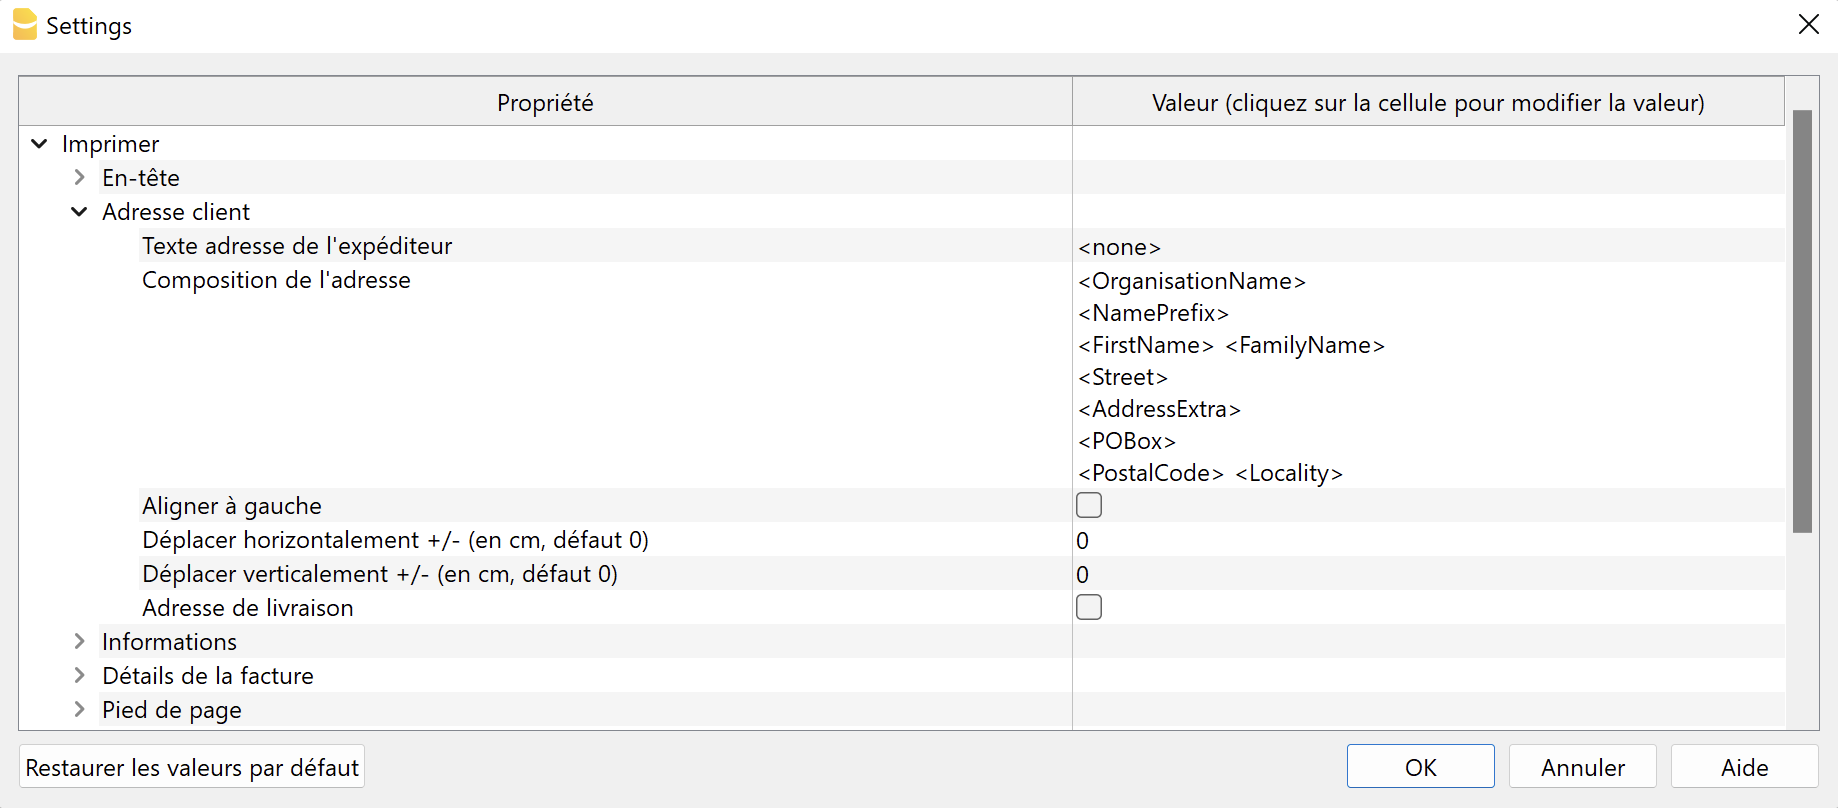 Settings
Propriété Valeur (cliquez sur la cellule pour modifier la valeur)
Imprimer
En-tête
Adresse client
Texte adresse de l'expéditeur <none>
Composition de l'adresse <OrganisationName>
<NamePrefix>
<FirstName> <FamilyName>
<Street>
<AddressExtra>
<POBox>
<PostalCode> <Locality>
Aligner à gauche
Déplacer horizontalement +/- (en cm, défaut 0) 0
Déplacer verticalement +/- (en cm, défaut 0) 0
Adresse de livraison
Informations
Détails de la facture
Pied de page
Restaurer les valeurs par défaut OK Annuler Aide